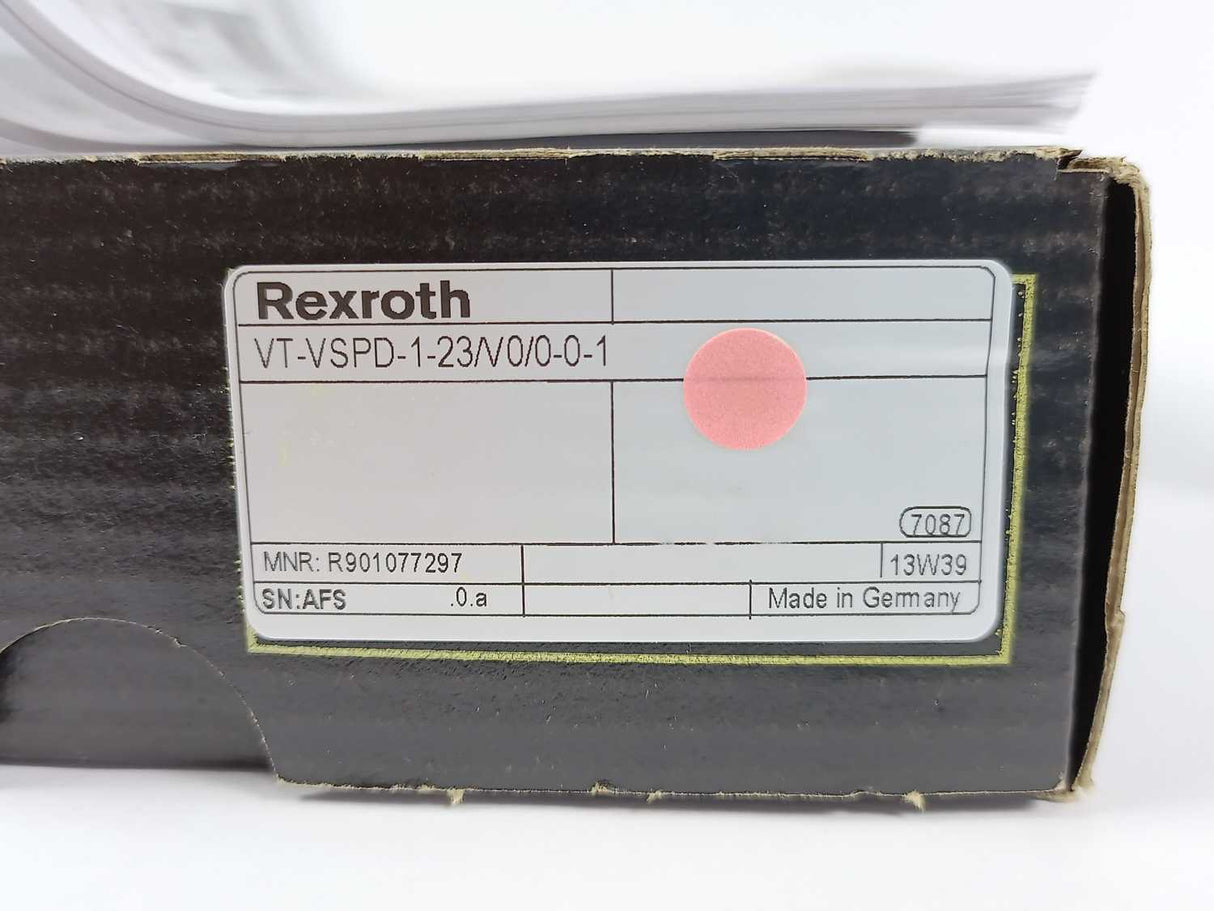 Rexroth
VT-VSPD-1-23/V0/0-0-1
7087
MNR: R901077297
13W39
SN:AFS .0.a
Made in Germany